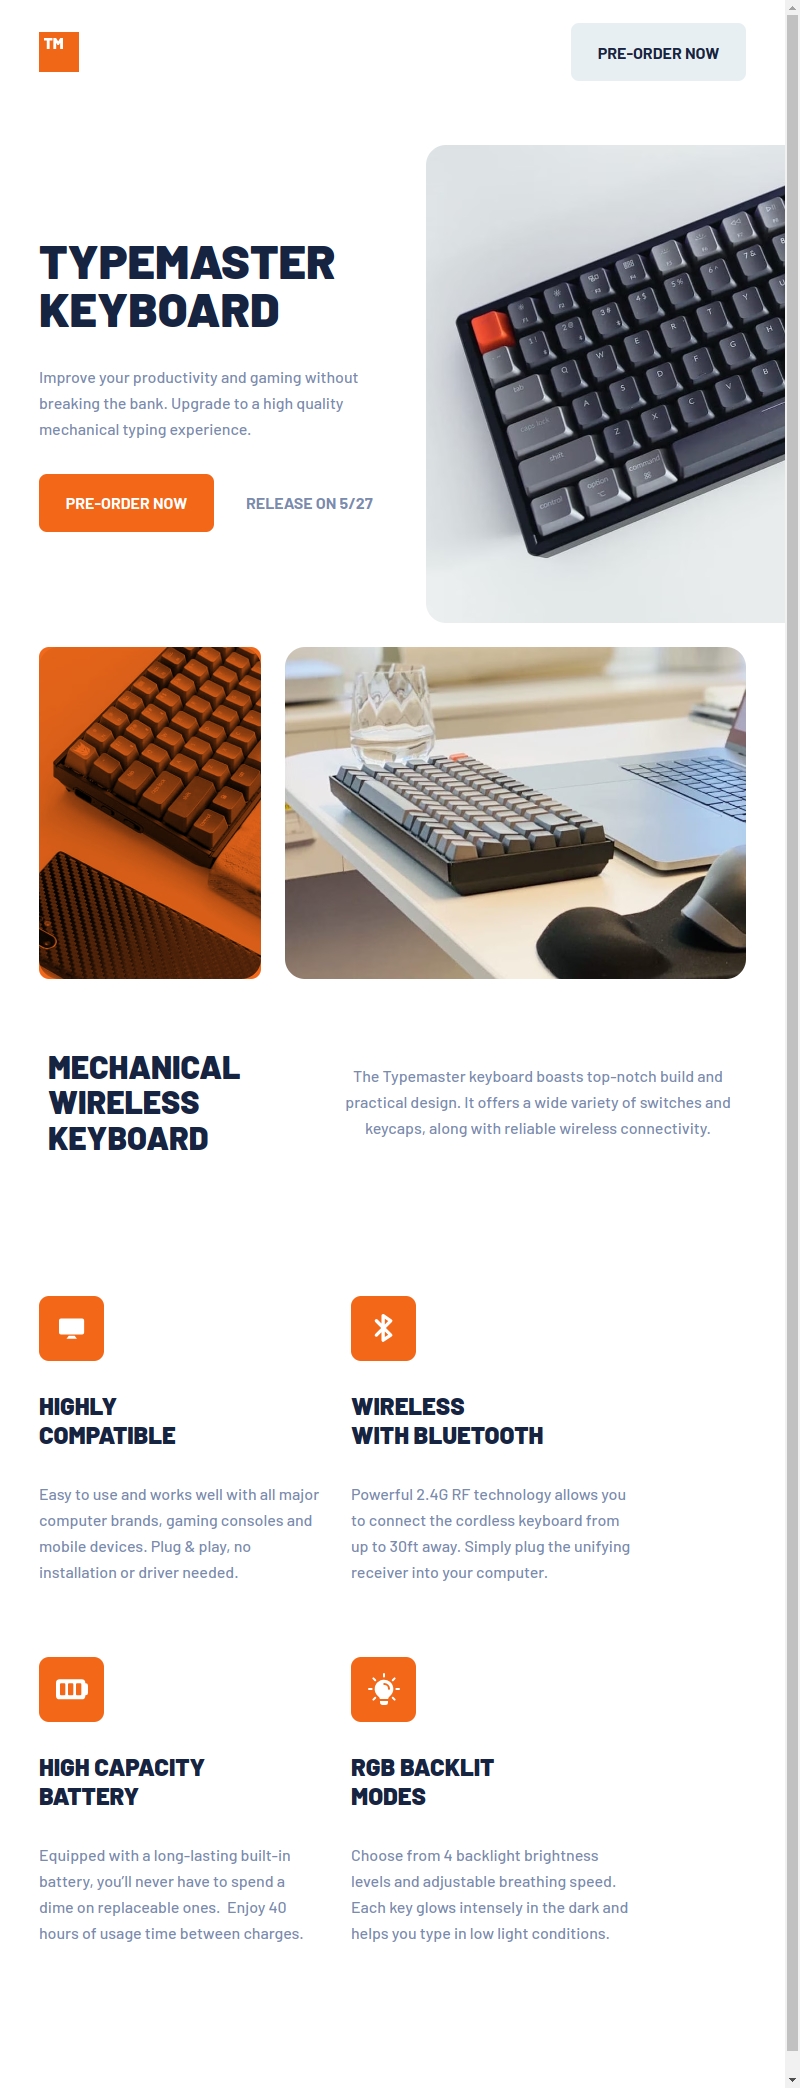 TM
PRE-ORDER NOW
TYPEMASTER
KEYBOARD
Improve your productivity and gaming without
breaking the bank. Upgrade to a high quality
mechanical typing experience.
PRE-ORDER NOW
RELEASE ON 5/27
tab
caps lock
shift
control
option
command
Q
W
E
R
T
Y
U
A
S
D
F
G
H
Z
X
C
V
B
MECHANICAL
WIRELESS
KEYBOARD
The Typemaster keyboard boasts top-notch build and
practical design. It offers a wide variety of switches and
keycaps, along with reliable wireless connectivity.
HIGHLY
COMPATIBLE
Easy to use and works well with all major
computer brands, gaming consoles and
mobile devices. Plug & play, no
installation or driver needed.
WIRELESS
WITH BLUETOOTH
Powerful 2.4G RF technology allows you
to connect the cordless keyboard from
up to 30ft away. Simply plug the unifying
receiver into your computer.
HIGH CAPACITY
BATTERY
Equipped with a long-lasting built-in
battery, you’ll never have to spend a
dime on replaceable ones.  Enjoy 40
hours of usage time between charges.
RGB BACKLIT
MODES
Choose from 4 backlight brightness
levels and adjustable breathing speed.
Each key glows intensely in the dark and
helps you type in low light conditions.